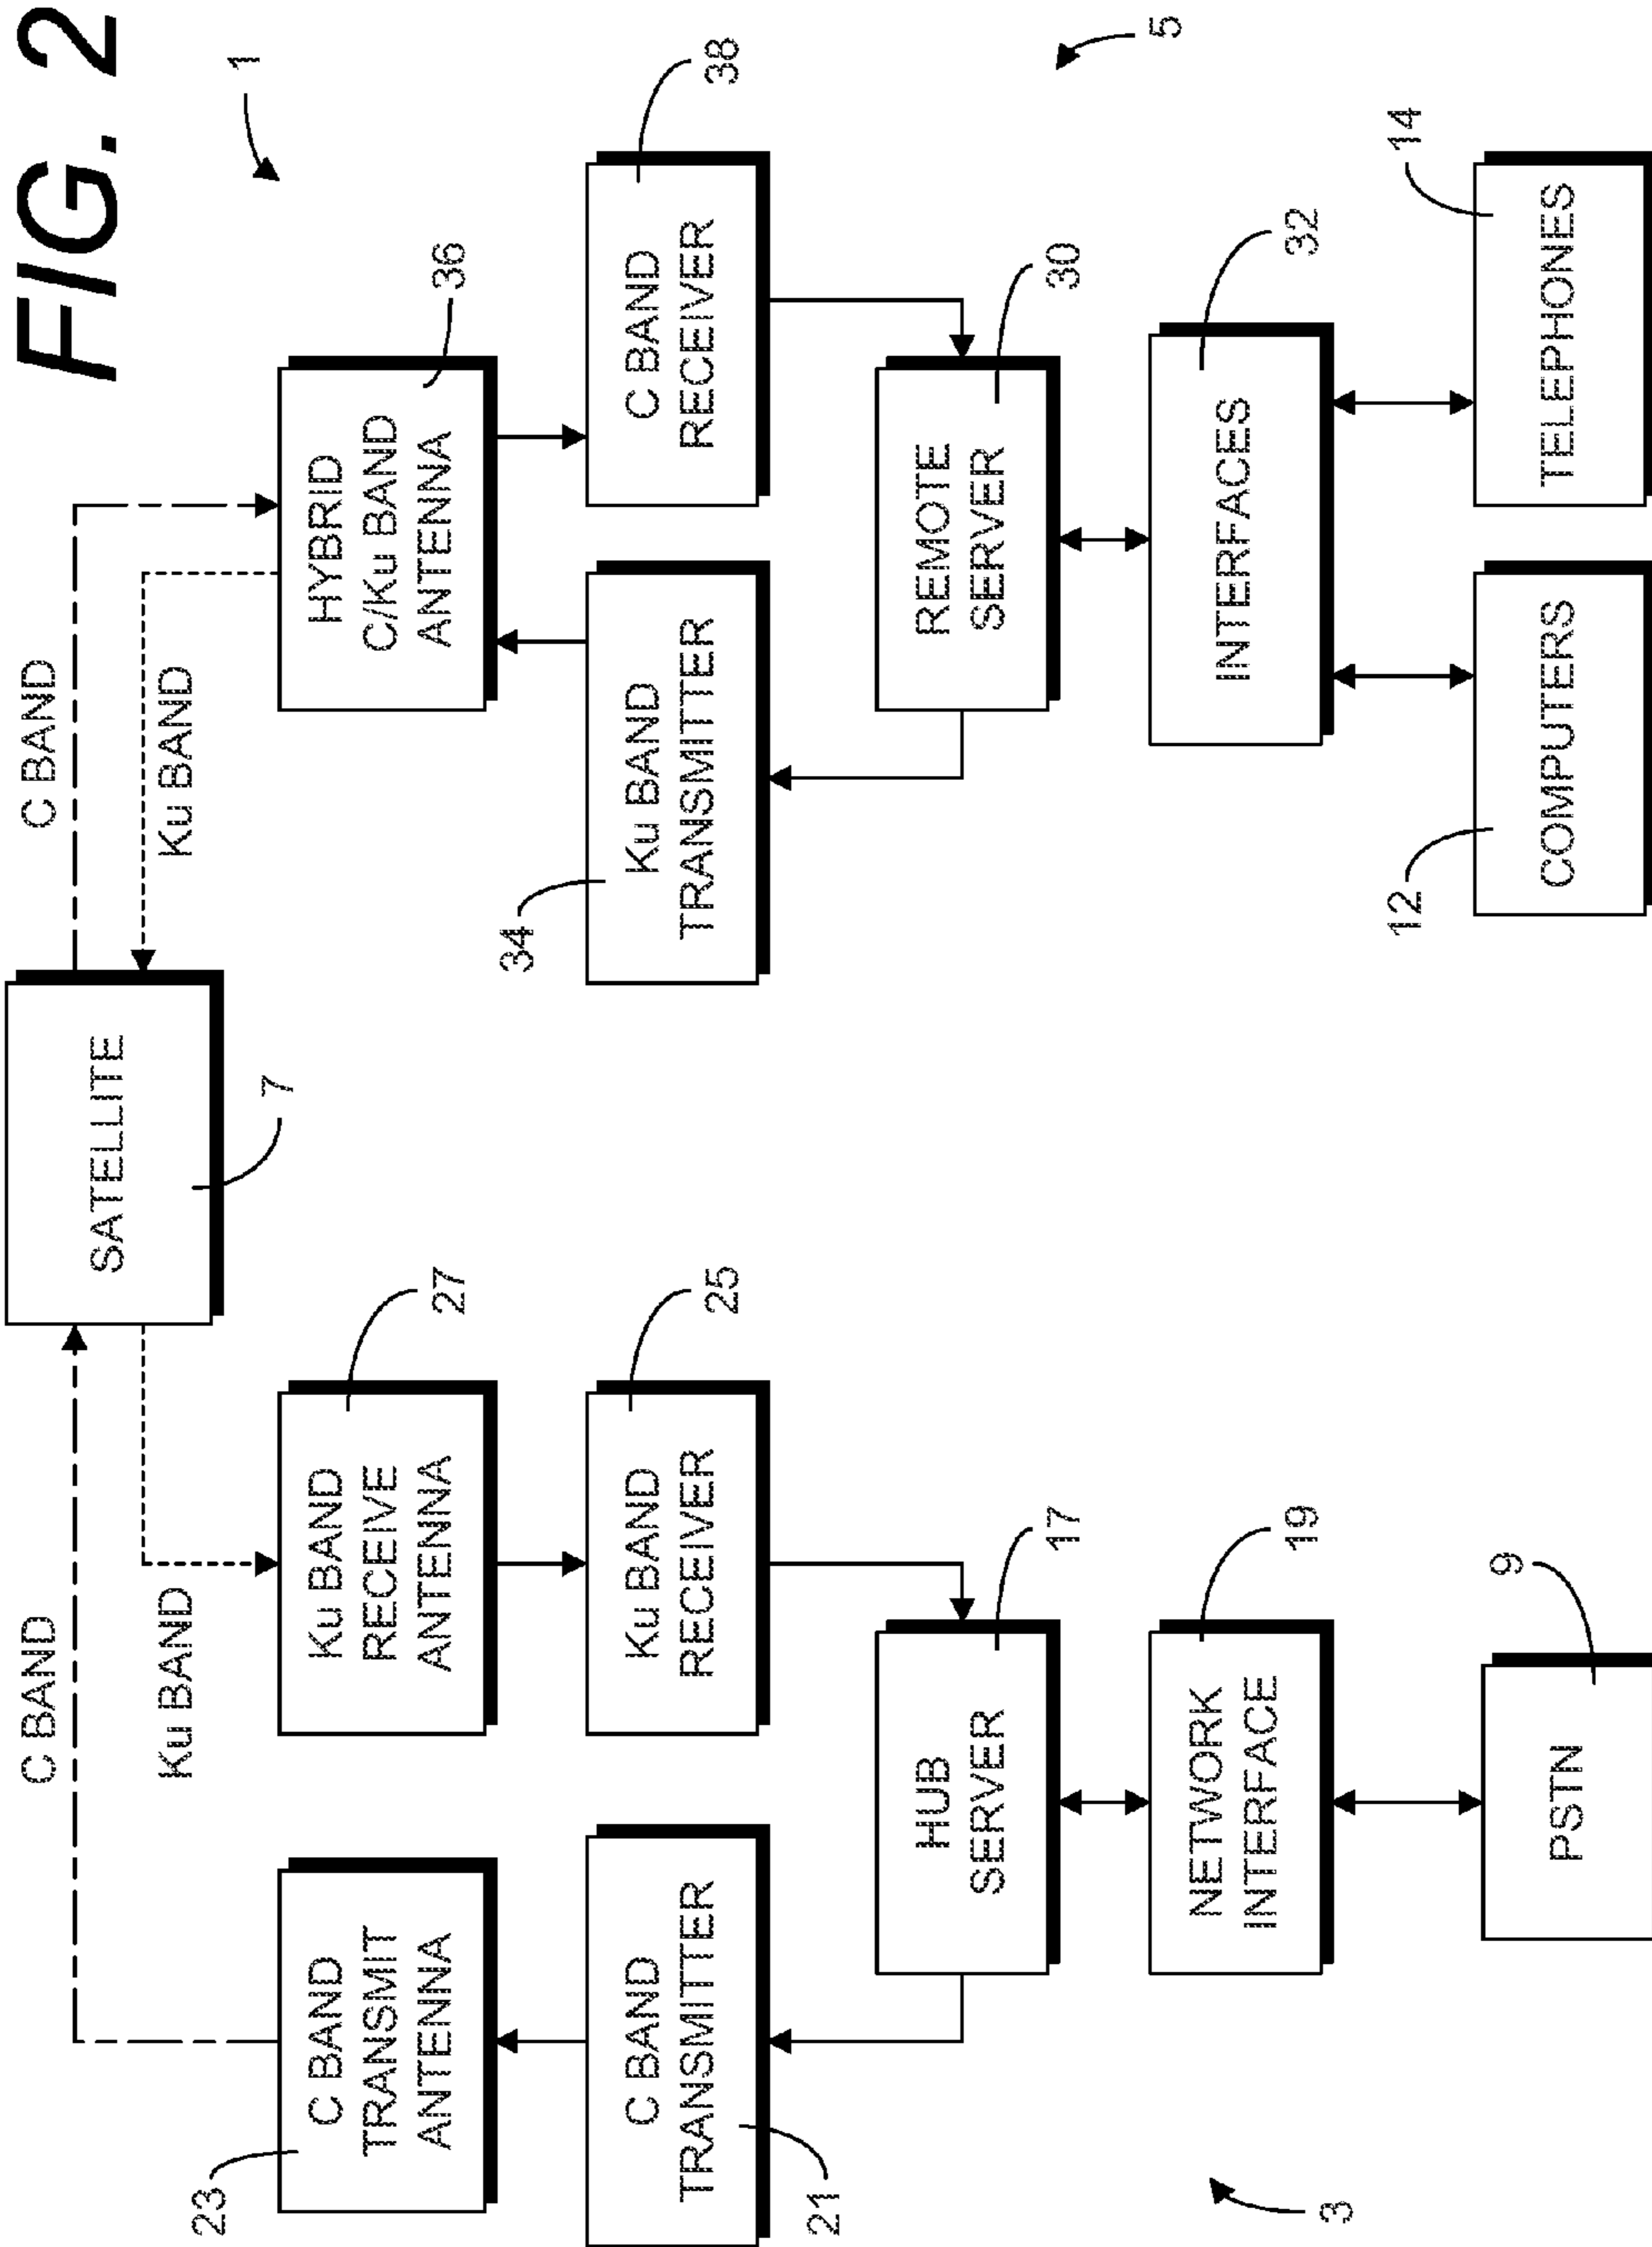 FIG. 2
1
C BAND
C BAND
SATELLITE
7
Ku BAND
Ku BAND
23
C BAND
TRANSMIT
ANTENNA
Ku BAND
RECEIVE
ANTENNA
27
HYBRID
C/Ku BAND
ANTENNA
36
21
C BAND
TRANSMITTER
Ku BAND
RECEIVER
25
34
Ku BAND
TRANSMITTER
C BAND
RECEIVER
38
HUB
SERVER
17
REMOTE
SERVER
30
5
3
NETWORK
INTERFACE
19
INTERFACES
32
PSTN
9
12
COMPUTERS
14
TELEPHONES